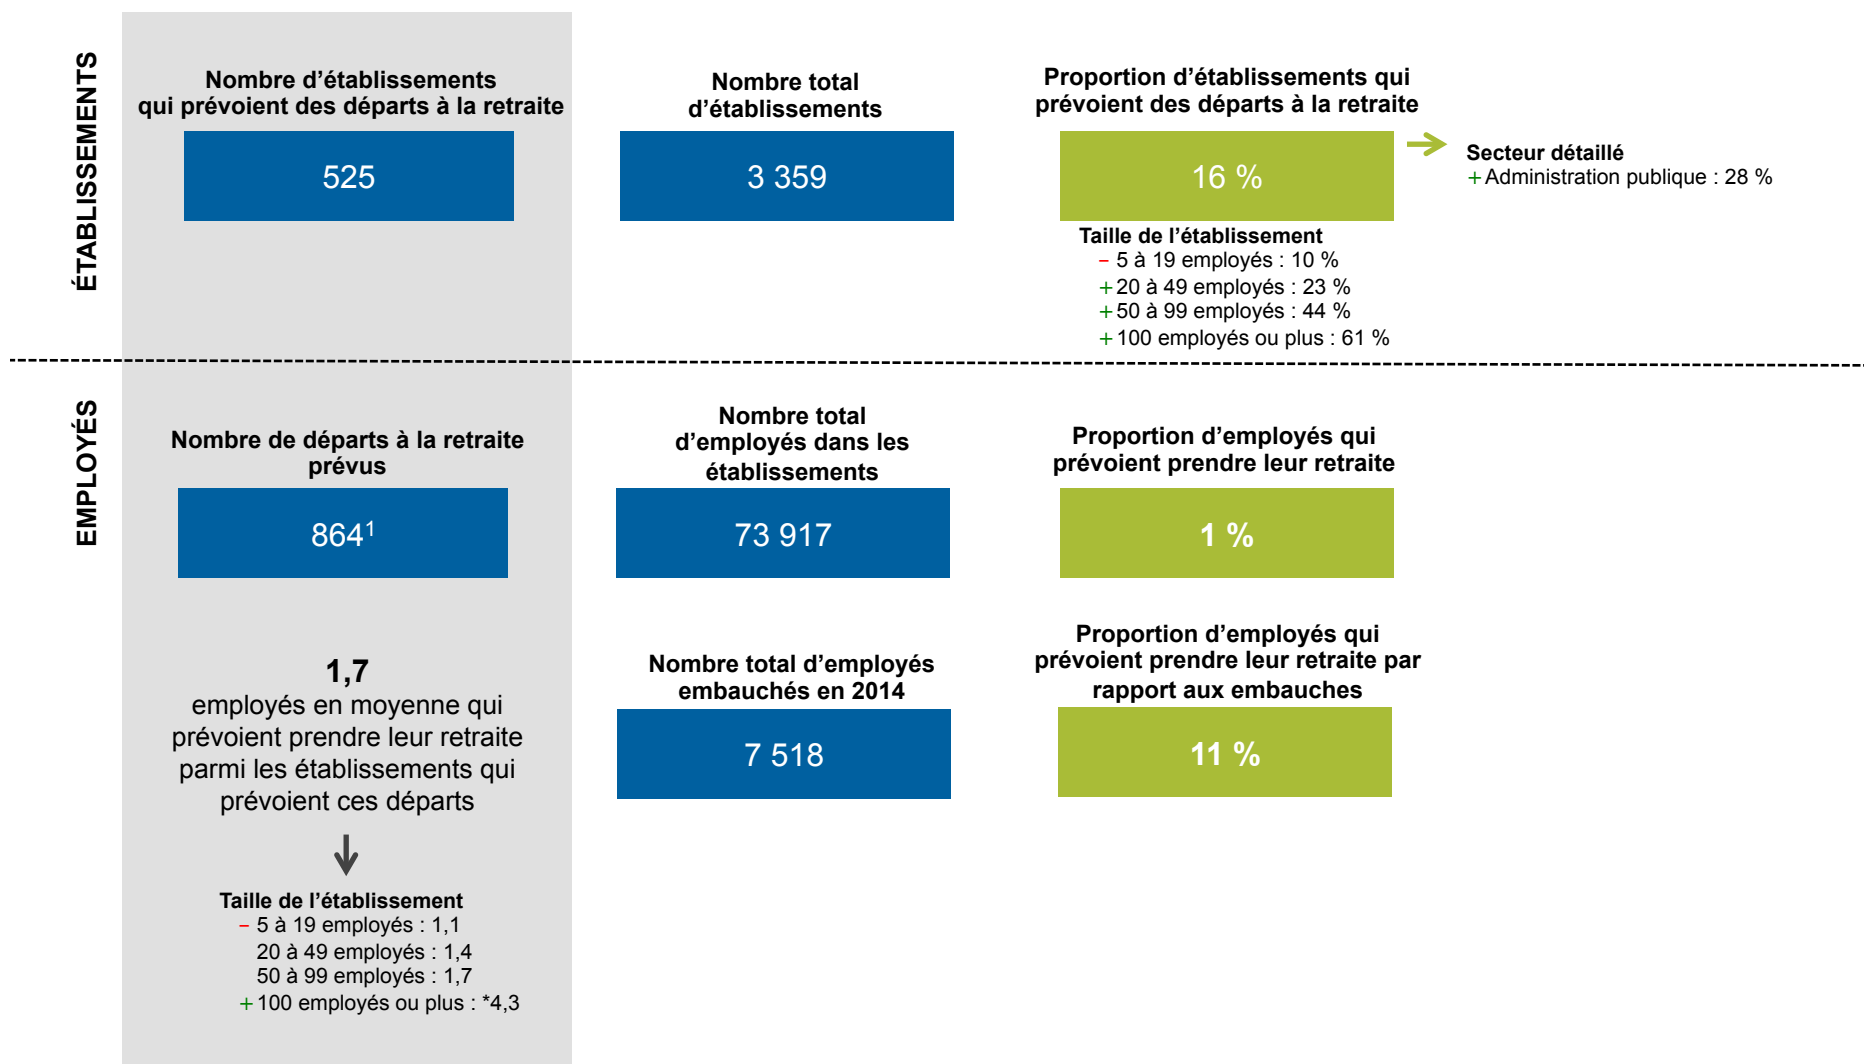 ÉTABLISSEMENTS
Nombre d’établissements
qui prévoient des départs à la retraite
525
Nombre total
d’établissements
3 359
Proportion d’établissements qui
prévoient des départs à la retraite
16 %
Secteur détaillé
+ Administration publique : 28 %
Taille de l’établissement
– 5 à 19 employés : 10 %
+ 20 à 49 employés : 23 %
+ 50 à 99 employés : 44 %
+ 100 employés ou plus : 61 %
EMPLOYÉS
Nombre de départs à la retraite
prévus
864¹
Nombre total
d’employés dans les
établissements
73 917
Proportion d’employés qui
prévoient prendre leur retraite
1 %
1,7
employés en moyenne qui
prévoient prendre leur retraite
parmi les établissements qui
prévoient ces départs
Nombre total d’employés
embauchés en 2014
7 518
Proportion d’employés qui
prévoient prendre leur retraite par
rapport aux embauches
11 %
Taille de l’établissement
– 5 à 19 employés : 1,1
20 à 49 employés : 1,4
50 à 99 employés : 1,7
+ 100 employés ou plus : *4,3